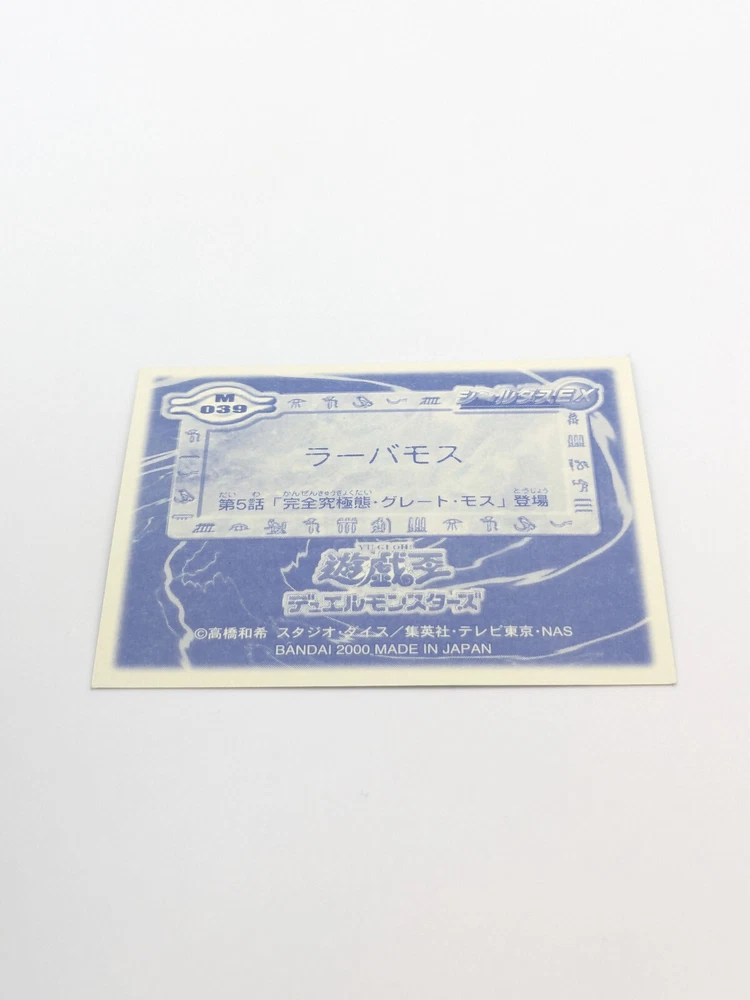 M
039
シールダスEX
ラーバモス
だい わ かんぜんきゅうきょくたい とうじょう
第5話「完全究極態・グレート・モス」登場
YU-GI-OH
遊戯王
デュエルモンスターズ
©高橋和希 スタジオ・ダイス／集英社・テレビ東京・NAS
BANDAI 2000 MADE IN JAPAN